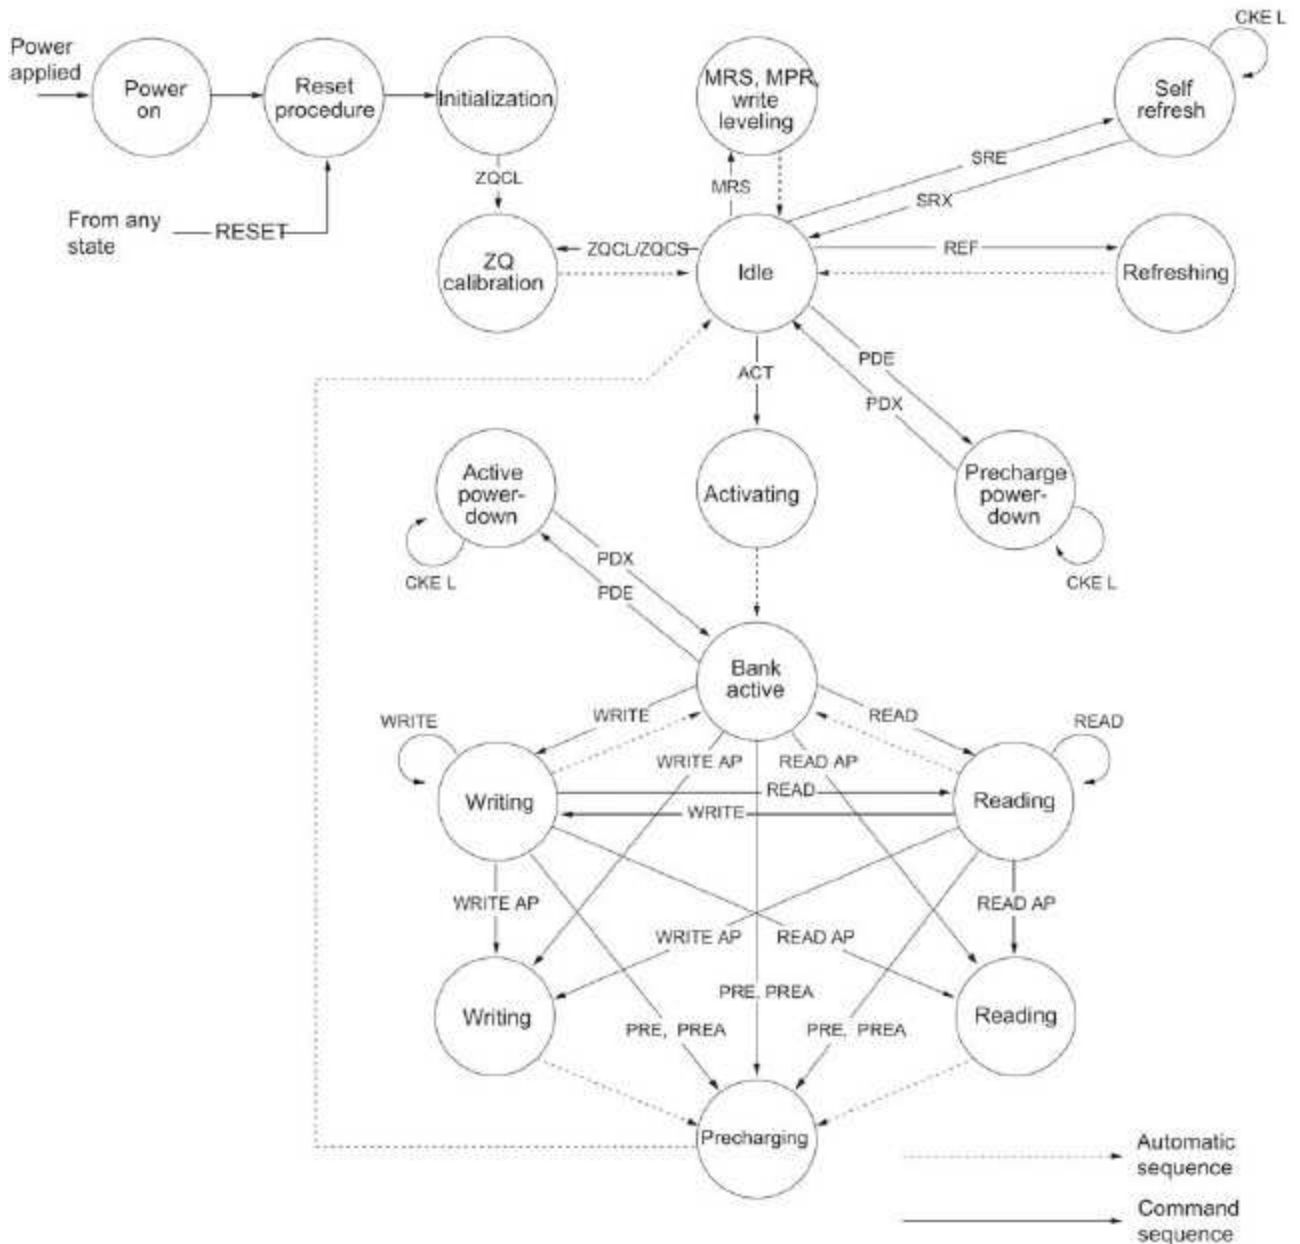 CKE L
Power
applied
Power
on
Reset
procedure
Initialization
MRS, MPR,
write
leveling
Self
refresh
ZQCL
MRS
SRE
SRX
From any
state
RESET
ZQ
calibration
ZQCL/ZQCS
Idle
REF
Refreshing
ACT
PDE
PDX
Active
power-
down
Activating
Precharge
power-
down
CKE L
PDX
PDE
CKE L
Bank
active
WRITE
WRITE
READ
READ
WRITE AP
READ AP
Writing
READ
WRITE
Reading
WRITE AP
READ AP
WRITE AP
READ AP
PRE, PREA
Writing
PRE, PREA
PRE, PREA
Reading
Precharging
Automatic
sequence
Command
sequence